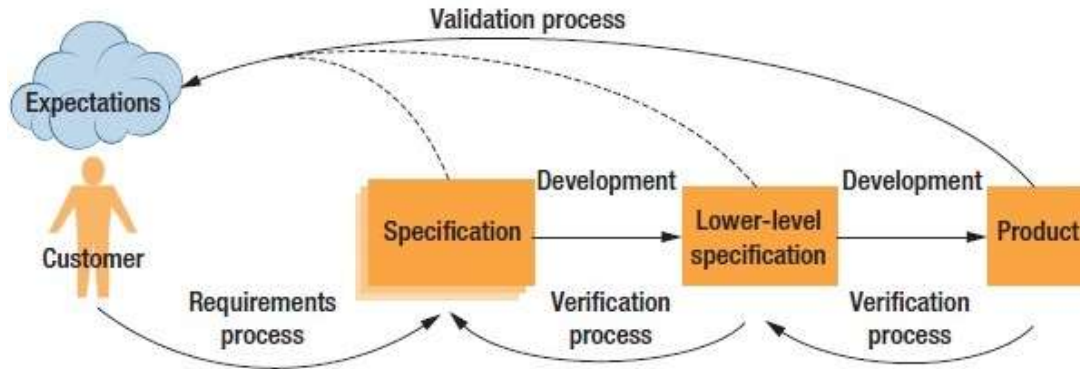 Validation process
Expectations
Customer
Requirements
process
Specification
Development
Verification
process
Lower-level
specification
Development
Verification
process
Product